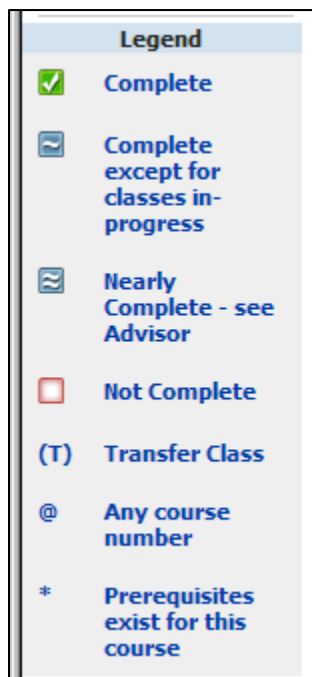 Legend
Complete
Complete
except for
classes in-
progress
Nearly
Complete - see
Advisor
Not Complete
(T) Transfer Class
@ Any course
number
* Prerequisites
exist for this
course